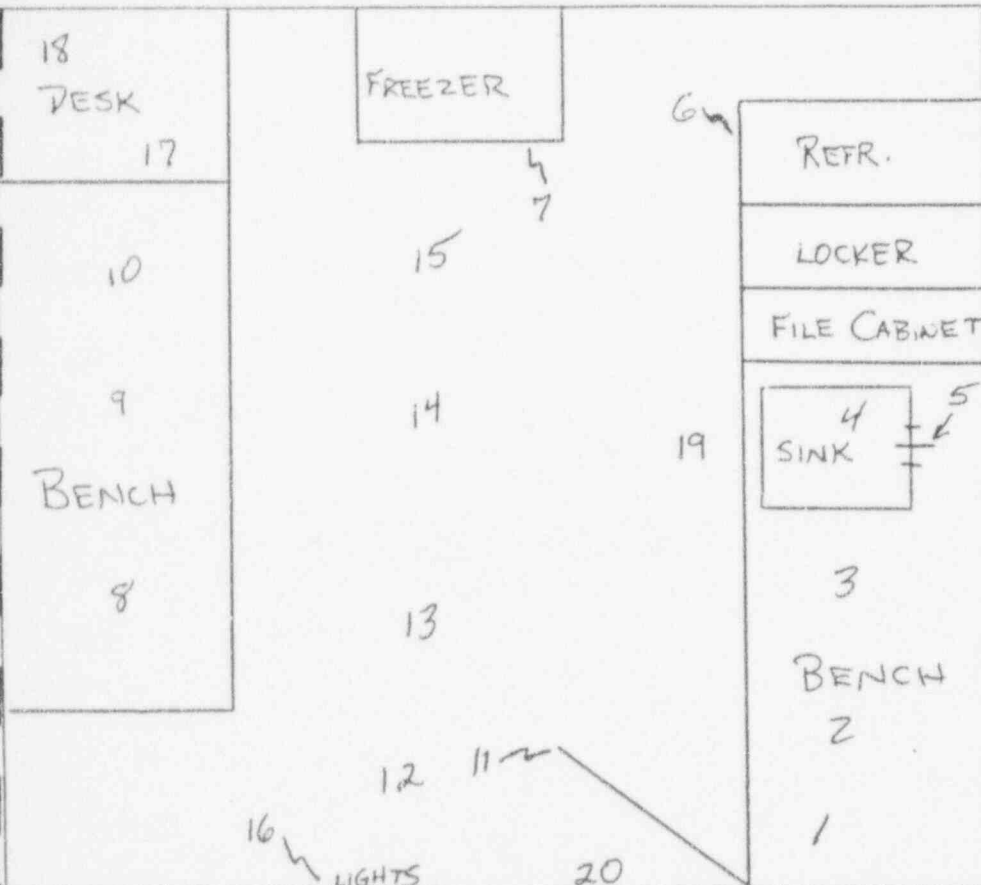 18
DESK
17
FREEZER
7
6
REFR.
LOCKER
FILE CABINET
10
9
BENCH
8
15
14
13
12
11
16
LIGHTS
20
19
4
SINK
5
3
BENCH
2
1